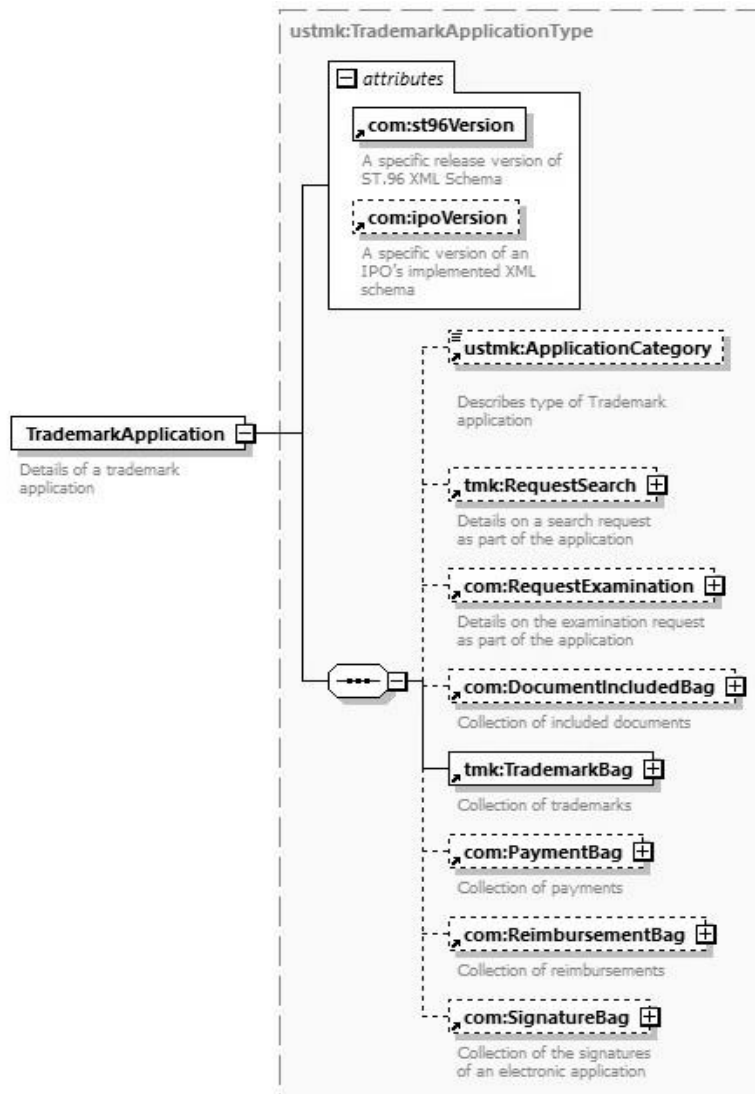 ustmk:TrademarkApplicationType
attributes
com:st96Version
A specific release version of
ST.96 XML Schema
com:ipoVersion
A specific version of an
IPO's implemented XML
schema
ustmk:ApplicationCategory
Describes type of Trademark
application
TrademarkApplication
Details of a trademark
application
tmk:RequestSearch
Details on a search request
as part of the application
com:RequestExamination
Details on the examination request
as part of the application
com:DocumentIncludedBag
Collection of included documents
tmk:TrademarkBag
Collection of trademarks
com:PaymentBag
Collection of payments
com:ReimbursementBag
Collection of reimbursements
com:SignatureBag
Collection of the signatures
of an electronic application